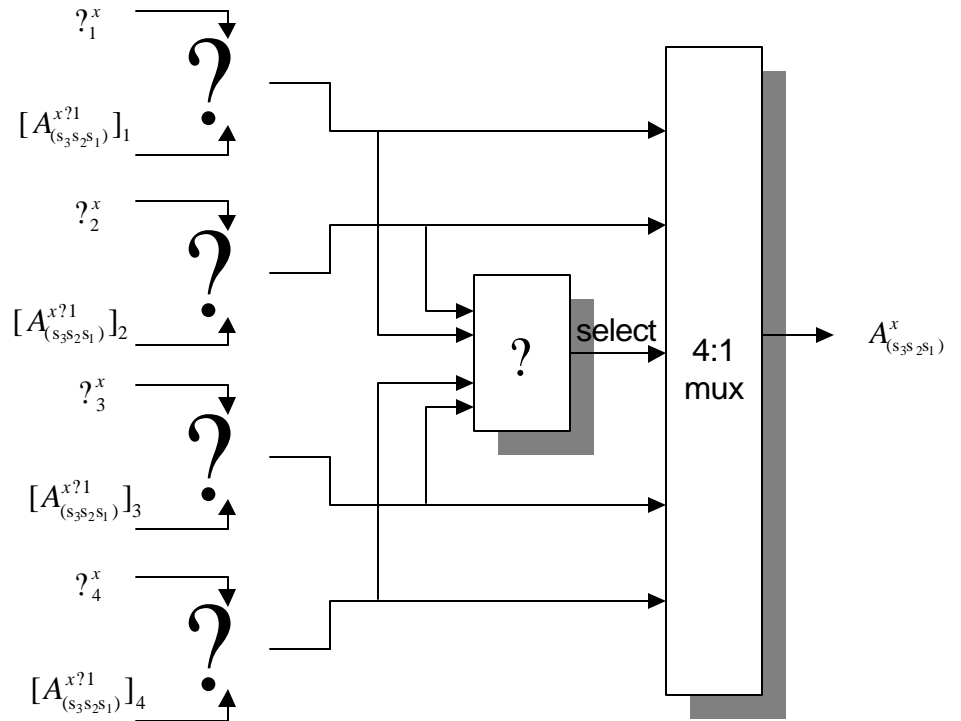 ?₁ˣ
?
[A₍ₛ₃ₛ₂ₛ₁₎ˣ?¹]₁
?₂ˣ
?
[A₍ₛ₃ₛ₂ₛ₁₎ˣ?¹]₂
?₃ˣ
?
[A₍ₛ₃ₛ₂ₛ₁₎ˣ?¹]₃
?₄ˣ
?
[A₍ₛ₃ₛ₂ₛ₁₎ˣ?¹]₄
?
select
4:1
mux
A₍ₛ₃ₛ₂ₛ₁₎ˣ